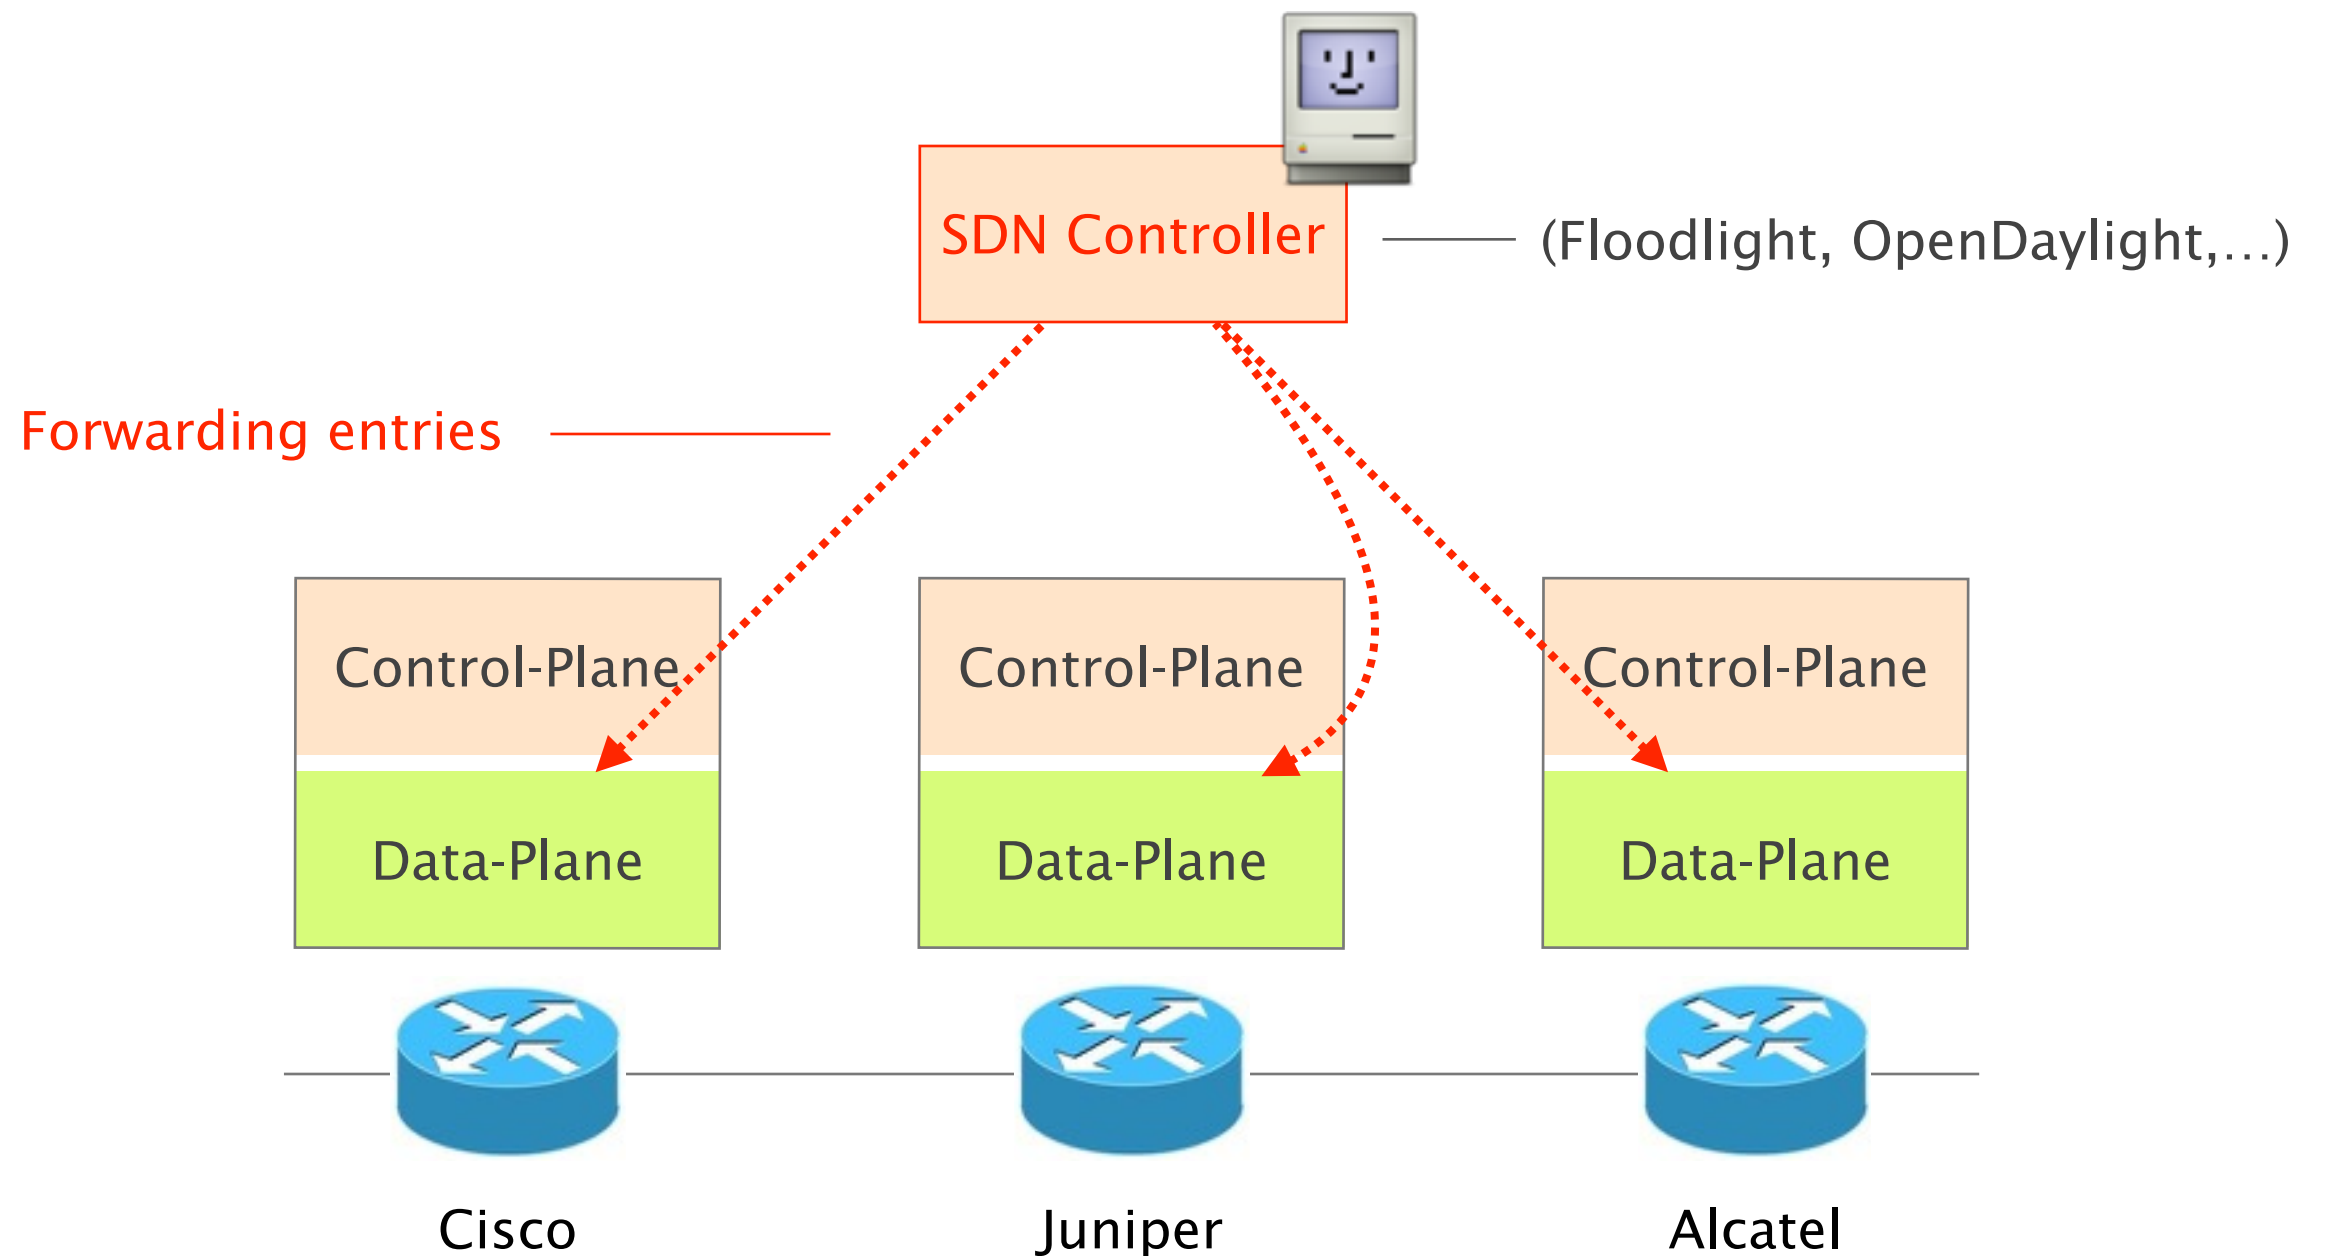 SDN Controller
(Floodlight, OpenDaylight,…)
Forwarding entries
Control-Plane
Control-Plane
Control-Plane
Data-Plane
Data-Plane
Data-Plane
Cisco
Juniper
Alcatel